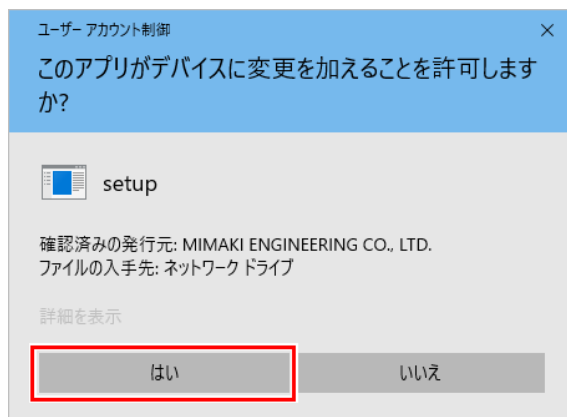 ユーザー アカウント制御
このアプリがデバイスに変更を加えることを許可します
か?
setup
確認済みの発行元: MIMAKI ENGINEERING CO., LTD.
ファイルの入手先: ネットワーク ドライブ
詳細を表示
はい
いいえ